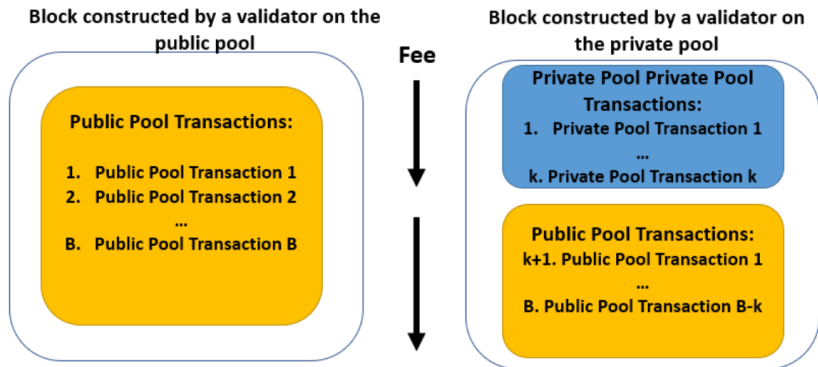 Block constructed by a validator on the
public pool
Public Pool Transactions:
1. Public Pool Transaction 1
2. Public Pool Transaction 2
...
B. Public Pool Transaction B
Fee
Block constructed by a validator on
the private pool
Private Pool Private Pool
Transactions:
1. Private Pool Transaction 1
...
k. Private Pool Transaction k
Public Pool Transactions:
k+1. Public Pool Transaction 1
...
B. Public Pool Transaction B-k